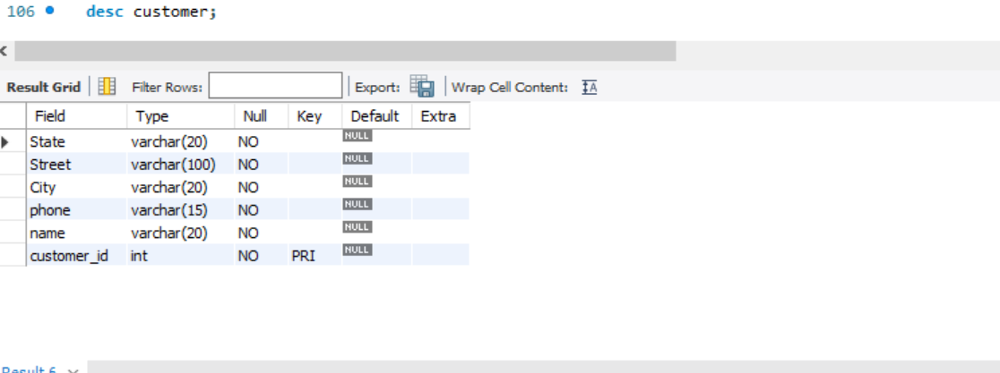 106 desc customer;
Result Grid Filter Rows: Export: Wrap Cell Content: IA
Field Type Null Key Default Extra
State varchar(20) NO NULL
Street varchar(100) NO NULL
City varchar(20) NO NULL
phone varchar(15) NO NULL
name varchar(20) NO NULL
customer_id int NO PRI NULL
Result 6